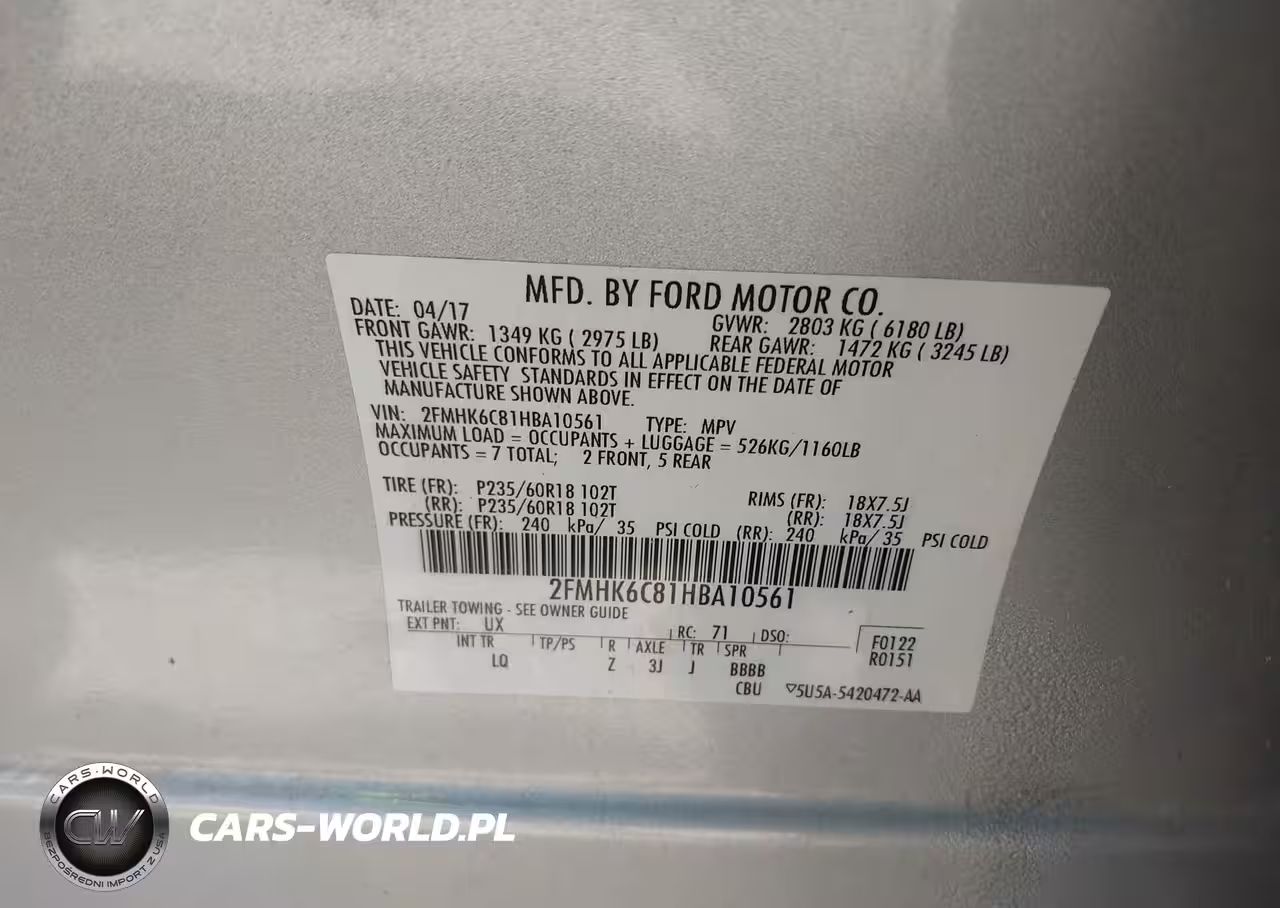 MFD. BY FORD MOTOR CO.
DATE: 04/17 GVWR: 2803 KG ( 6180 LB)
FRONT GAWR: 1349 KG ( 2975 LB) REAR GAWR: 1472 KG ( 3245 LB)
THIS VEHICLE CONFORMS TO ALL APPLICABLE FEDERAL MOTOR
VEHICLE SAFETY STANDARDS IN EFFECT ON THE DATE OF
MANUFACTURE SHOWN ABOVE.
VIN: 2FMHK6C81HBA10561 TYPE: MPV
MAXIMUM LOAD = OCCUPANTS + LUGGAGE = 526KG/1160LB
OCCUPANTS = 7 TOTAL; 2 FRONT, 5 REAR
TIRE (FR): P235/60R18 102T RIMS (FR): 18X7.5J
(RR): P235/60R18 102T (RR): 18X7.5J
PRESSURE (FR): 240 kPa/ 35 PSI COLD (RR): 240 kPa/ 35 PSI COLD
2FMHK6C81HBA10561
TRAILER TOWING - SEE OWNER GUIDE
EXT PNT: UX RC: 71 DSO: F0122
INT TR TP/PS R AXLE TR SPR R0151
LQ Z 3J J BBBB
CBU ▽5U5A-5420472-AA
CARS-WORLD
CW
BEZPOŚREDNI IMPORT Z USA
CARS-WORLD.PL